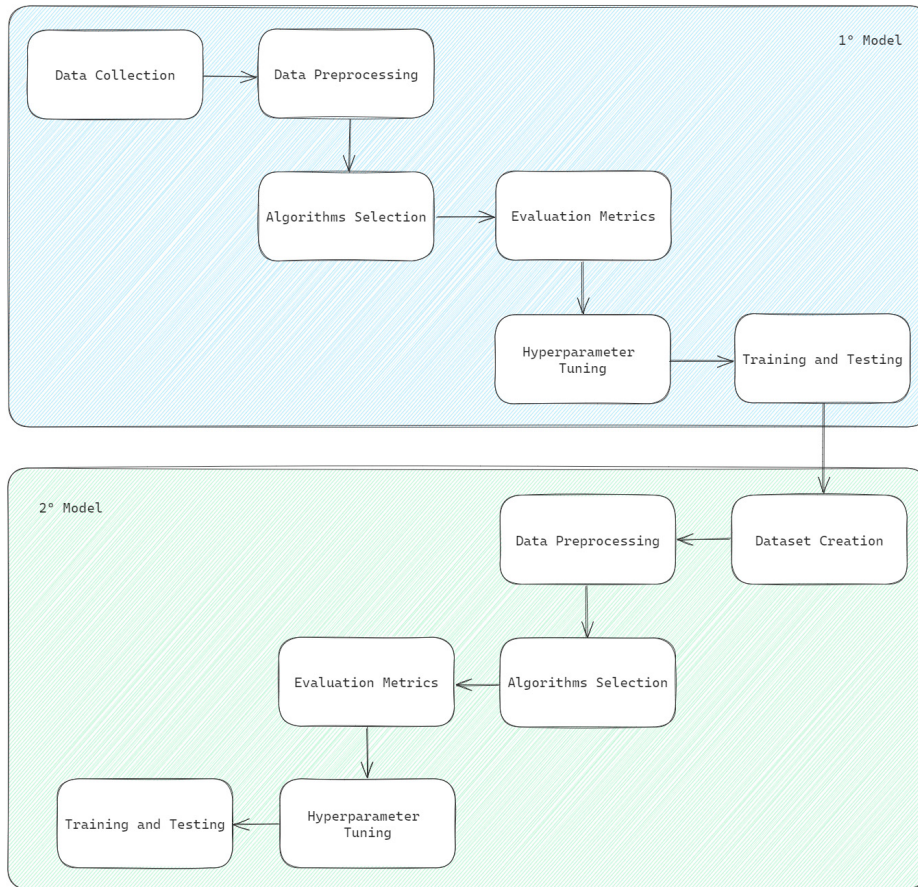 1° Model
Data Collection
Data Preprocessing
Algorithms Selection
Evaluation Metrics
Hyperparameter
Tuning
Training and Testing
2° Model
Dataset Creation
Data Preprocessing
Algorithms Selection
Evaluation Metrics
Hyperparameter
Tuning
Training and Testing